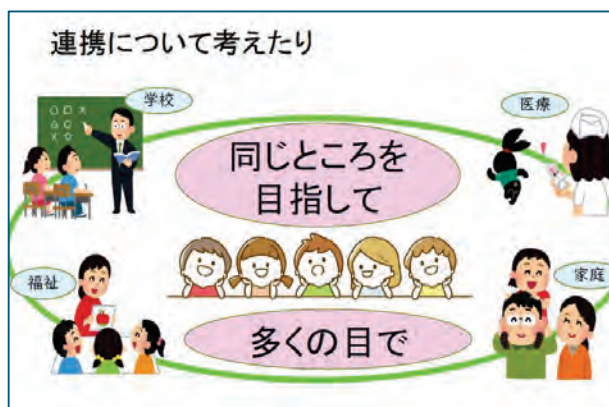 連携について考えたり
学校
医療
同じところを
目指して
福祉
家庭
多くの目で